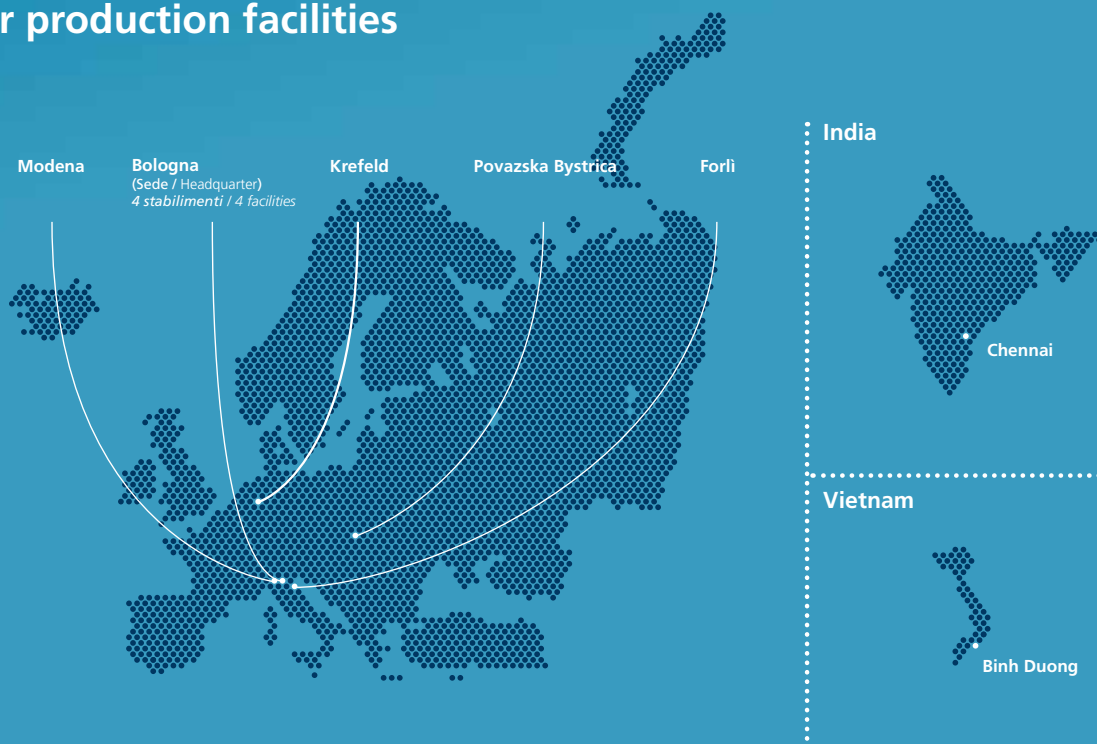 r production facilities
Modena
Bologna
(Sede / Headquarter)
4 stabilimenti / 4 facilities
Krefeld
Povazska Bystrica
Forlì
India
Chennai
Vietnam
Binh Duong